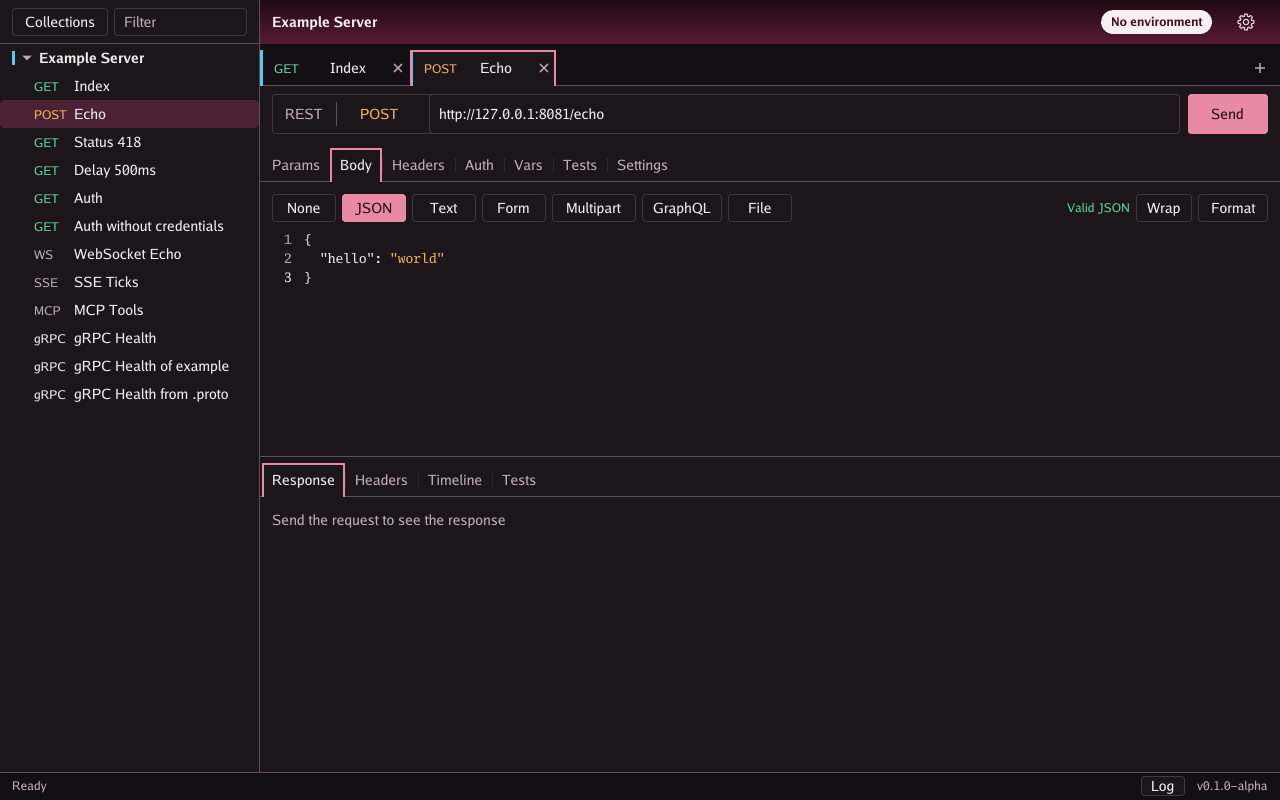 Collections
Filter
Example Server
No environment
Example Server
GET Index
POST Echo
GET Status 418
GET Delay 500ms
GET Auth
GET Auth without credentials
WS WebSocket Echo
SSE SSE Ticks
MCP MCP Tools
gRPC gRPC Health
gRPC gRPC Health of example
gRPC gRPC Health from .proto
GET Index ✕ POST Echo ✕ +
REST POST http://127.0.0.1:8081/echo Send
Params Body Headers Auth Vars Tests Settings
None JSON Text Form Multipart GraphQL File Valid JSON Wrap Format
1 {
2 "hello": "world"
3 }
Response Headers Timeline Tests
Send the request to see the response
Ready Log v0.1.0-alpha